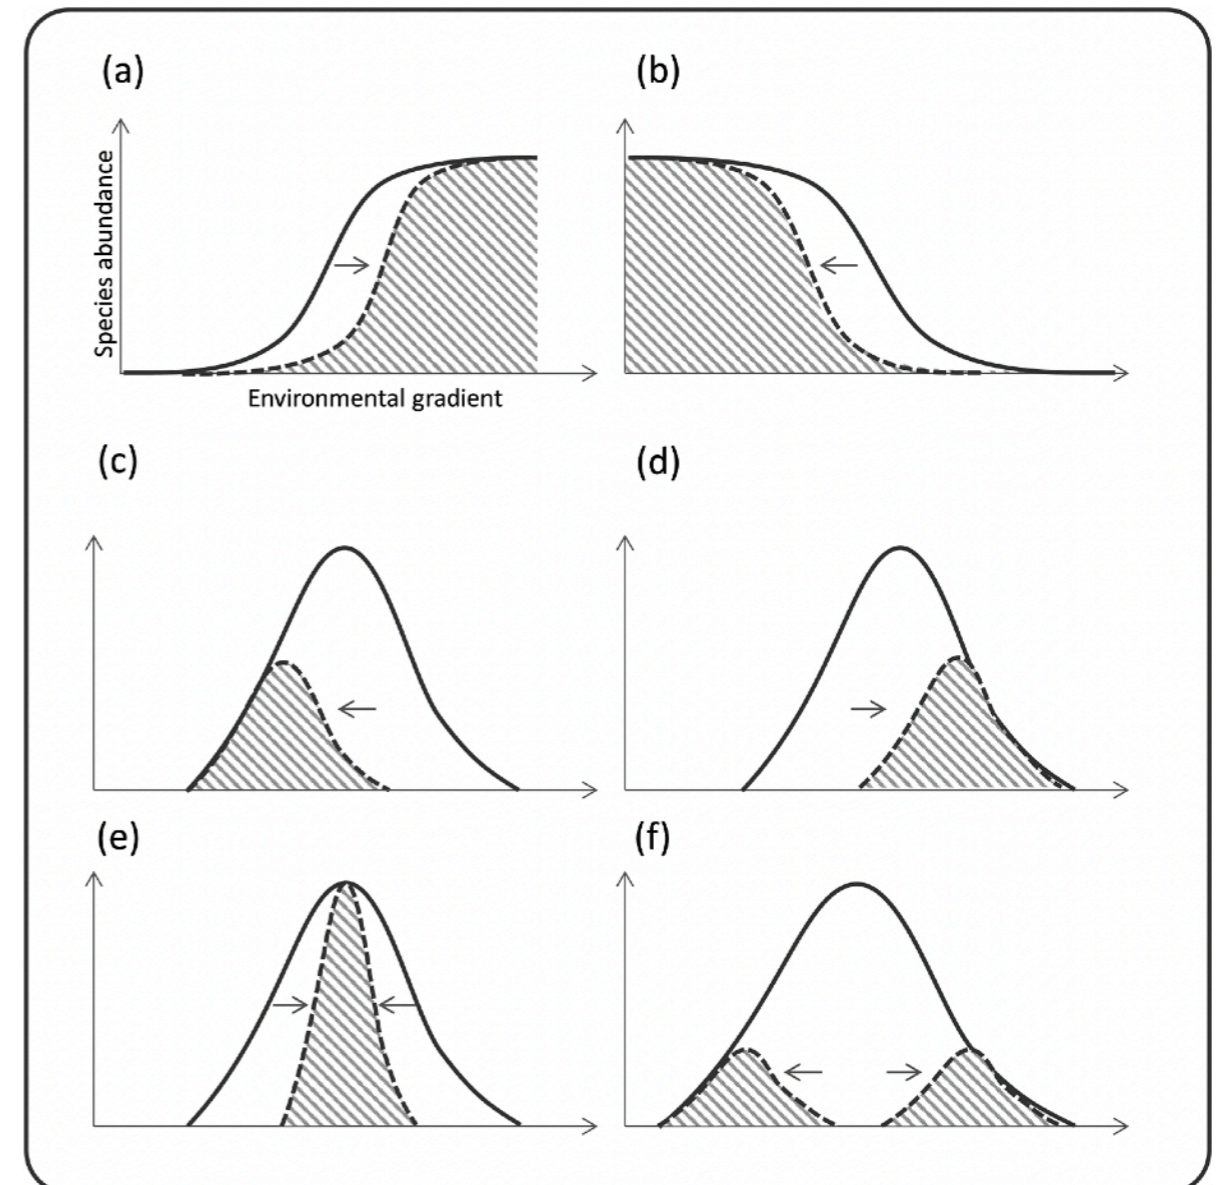 (a)
(b)
Species abundance
Environmental gradient
(c)
(d)
(e)
(f)